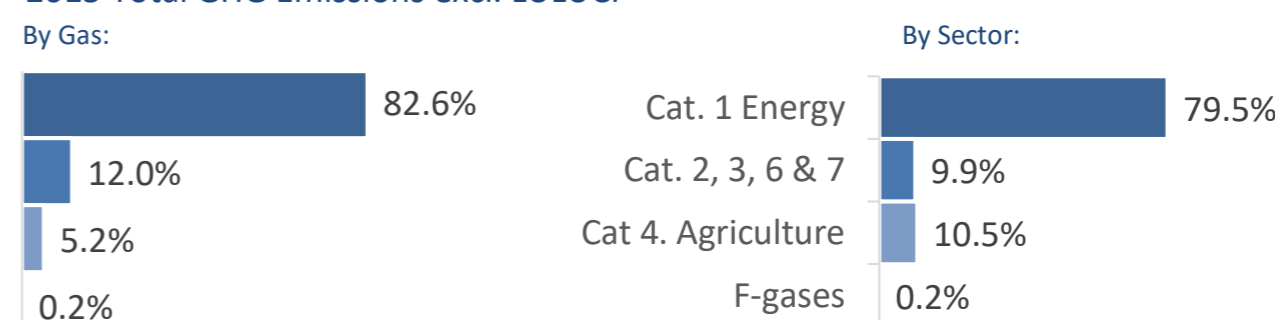 By Gas:
82.6%
12.0%
5.2%
0.2%
By Sector:
Cat. 1 Energy 79.5%
Cat. 2, 3, 6 & 7 9.9%
Cat 4. Agriculture 10.5%
F-gases 0.2%